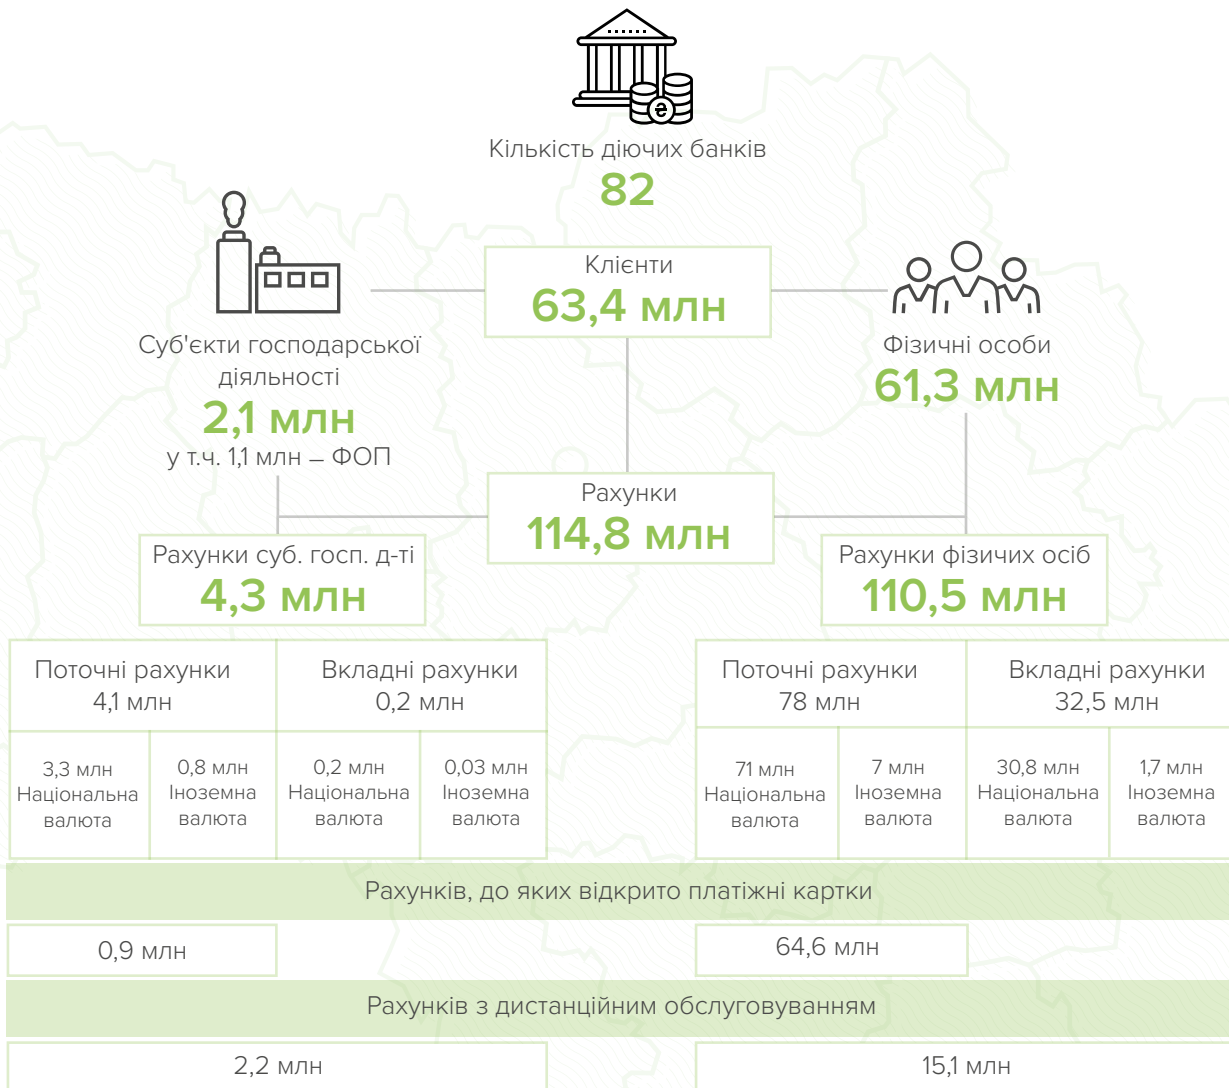 Кількість діючих банків
82
Клієнти
63,4 млн
Суб'єкти господарської
діяльності
2,1 млн
у т.ч. 1,1 млн – ФОП
Фізичні особи
61,3 млн
Рахунки
114,8 млн
Рахунки суб. госп. д-ті
4,3 млн
Рахунки фізичих осіб
110,5 млн
Поточні рахунки
4,1 млн
Вкладні рахунки
0,2 млн
3,3 млн
Національна
валюта
0,8 млн
Іноземна
валюта
0,2 млн
Національна
валюта
0,03 млн
Іноземна
валюта
Поточні рахунки
78 млн
Вкладні рахунки
32,5 млн
71 млн
Національна
валюта
7 млн
Іноземна
валюта
30,8 млн
Національна
валюта
1,7 млн
Іноземна
валюта
Рахунків, до яких відкрито платіжні картки
0,9 млн
64,6 млн
Рахунків з дистанційним обслуговуванням
2,2 млн
15,1 млн